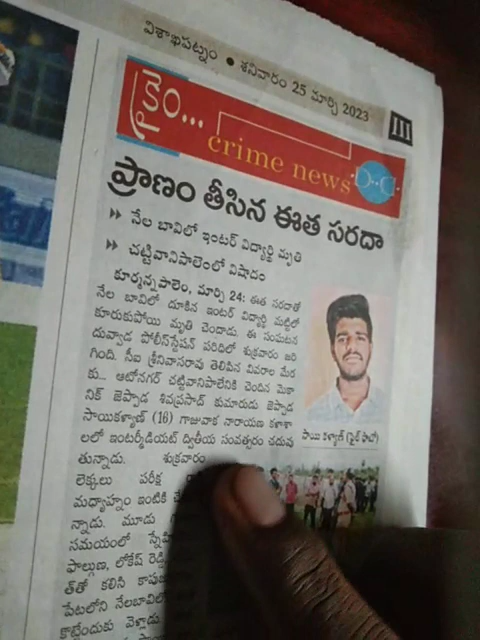 విశాఖపట్నం • శనివారం 25 మార్చి 2023
III
క్రైం...
crime news
D-C
ప్రాణం తీసిన ఈత సరదా
నేల బావిలో ఇంటర్ విద్యార్థి మృతి
చట్టివానిపాలెంలో విషాదం
కూర్మన్నపాలెం, మార్చి 24: ఈత సరదాతో
నేల బావిలో దూకిన ఇంటర్ విద్యార్థి మట్టిలో
కూరుకుపోయి మృతి చెందాడు. ఈ సంఘటన
దువ్వాడ పోలీస్‌స్టేషన్ పరిధిలో శుక్రవారం జరి
గింది. సీఐ శ్రీనివాసరావు తెలిపిన వివరాల మేర
కు... ఆటోనగర్ చట్టివానిపాలెనికి చెందిన మెకా
నిక్ జెప్పాడ శివప్రసాద్ కుమారుడు జెప్పాడ
సాయికళ్యాణ్ (16) గాజువాక నారాయణ కళాశా
లలో ఇంటర్మీడియట్ ద్వితీయ సంవత్సరం చదువు
తున్నాడు. శుక్రవారం
లెక్కలు పరీక్ష
మధ్యాహ్నం ఇంటికి
న్నాడు. మూడు
సమయంలో
ఫాల్గుణ, లోకేష్ రెడ్డి
త్‌తో కలిసి
పేటలోని నేలబావిలో
కొట్టేందుకు వెళ్లాడు
సాయి కళ్యాణ్ (ఫైల్ ఫొటో)